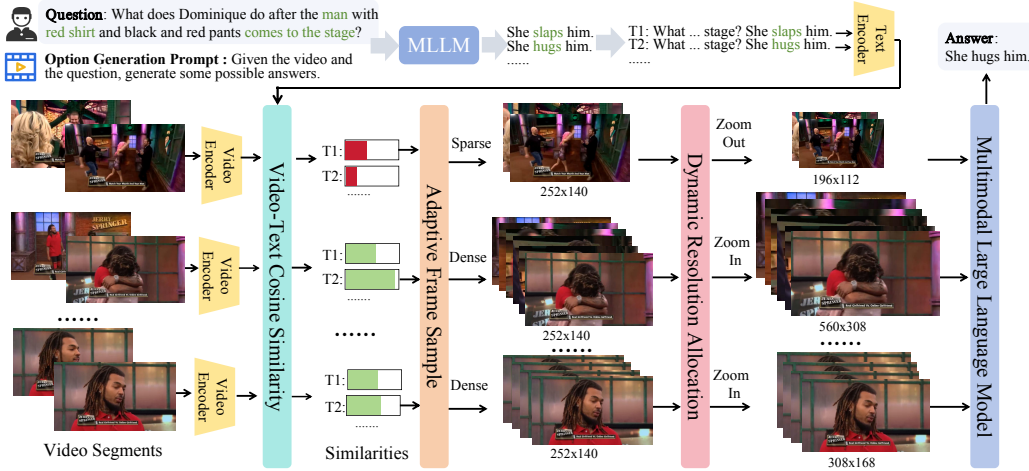 Question: What does Dominique do after the man with
red shirt and black and red pants comes to the stage?
Option Generation Prompt : Given the video and
the question, generate some possible answers.
MLLM
She slaps him.
She hugs him.
......
T1: What ... stage? She slaps him.
T2: What ... stage? She hugs him.
......
Text
Encoder
Answer:
She hugs him.
Video
Encoder
Video
Encoder
Video
Encoder
......
Video Segments
Video-Text Cosine Similarity
T1:
T2:
.......
T1:
T2:
.......
......
T1:
T2:
.......
Similarities
Adaptive Frame Sample
Sparse
Dense
Dense
252x140
252x140
......
252x140
Dynamic Resolution Allocation
Zoom
Out
Zoom
In
Zoom
In
196x112
560x308
......
308x168
Multimodal Large Language Model
JERRY
SPRINGER